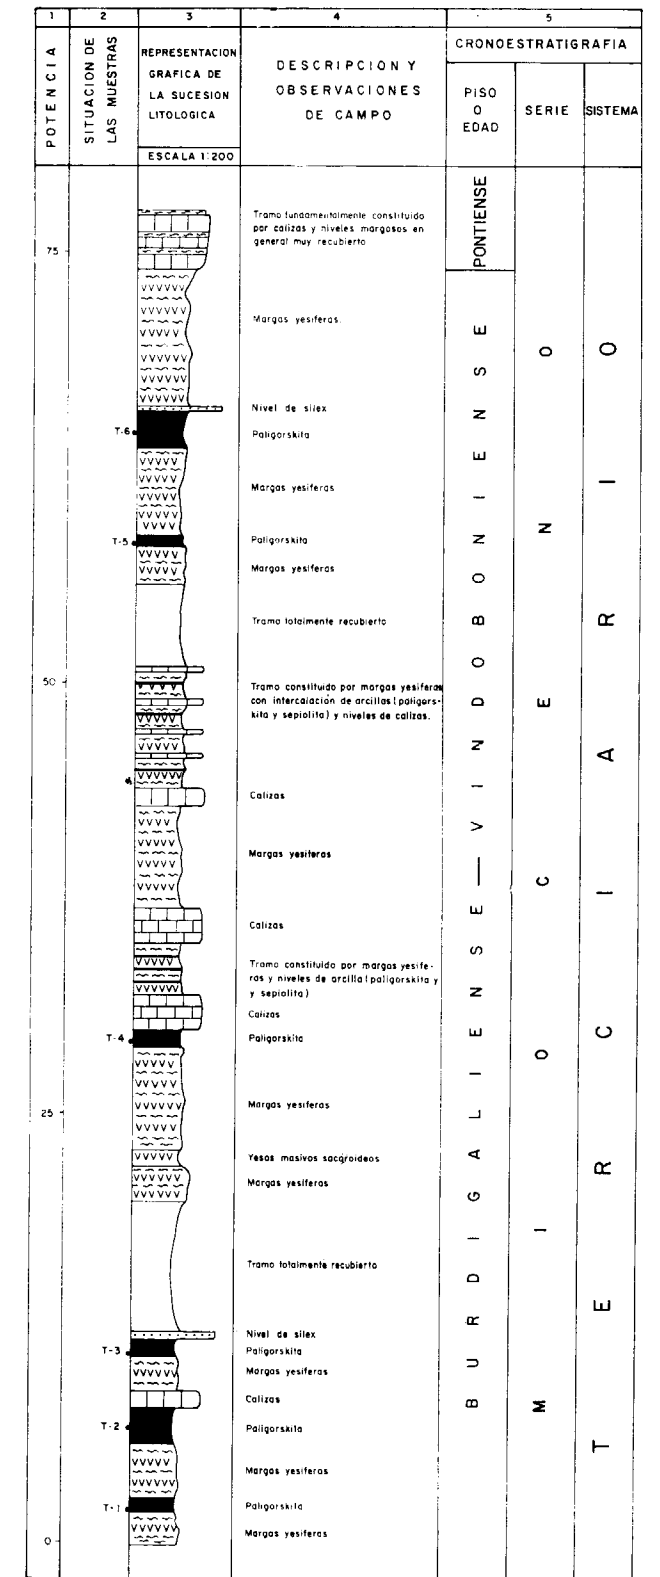 1
2
3
4
5
POTENCIA
SITUACION DE
LAS MUESTRAS
REPRESENTACION
GRAFICA DE
LA SUCESION
LITOLOGICA
ESCALA 1:200
DESCRIPCION Y
OBSERVACIONES
DE CAMPO
CRONOESTRATIGRAFIA
PISO
O
EDAD
SERIE
SISTEMA
PONTIENSE
BURDIGALIENSE — VINDOBONIENSE
MIOCENO
TERCIARIO
Tramo fundamentalmente constituido
por calizas y niveles margosos en
general muy recubierto
75
Margas yesiferas.
Nivel de silex
T-6
Paligorskita
Margas yesiferas
T-5
Paligorskita
Margas yesiferas
Tramo totalmente recubierto
50
Tramo constituido por margas yesiferas
con intercalación de arcillas (paligors-
kita y sepiolita) y niveles de calizas.
Calizas
Margas yesiferas
Calizas
Tramo constituido por margas yesife-
ras y niveles de arcilla (paligorskita y
y sepiolita)
Calizas
T-4
Paligorskita
25
Margas yesiferas
Yesos masivos sacaroideos
Margas yesíferas
Tramo totalmente recubierto
Nivel de silex
T-3
Paligorskita
Margas yesiferas
Calizas
T-2
Paligorskita
Margas yesiferas
T-1
Paligorskita
Margas yesiferas
0